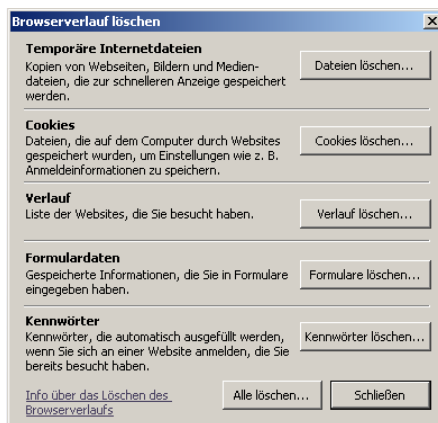 Browserverlauf löschen
Temporäre Internetdateien
Kopien von Webseiten, Bildern und Medien-
dateien, die zur schnelleren Anzeige gespeichert
werden.
Dateien löschen...
Cookies
Dateien, die auf dem Computer durch Websites
gespeichert wurden, um Einstellungen wie z. B.
Anmeldeinformationen zu speichern.
Cookies löschen...
Verlauf
Liste der Websites, die Sie besucht haben.
Verlauf löschen...
Formulardaten
Gespeicherte Informationen, die Sie in Formulare
eingegeben haben.
Formulare löschen...
Kennwörter
Kennwörter, die automatisch ausgefüllt werden,
wenn Sie sich an einer Website anmelden, die Sie
bereits besucht haben.
Kennwörter löschen...
Info über das Löschen des
Browserverlaufs
Alle löschen...
Schließen